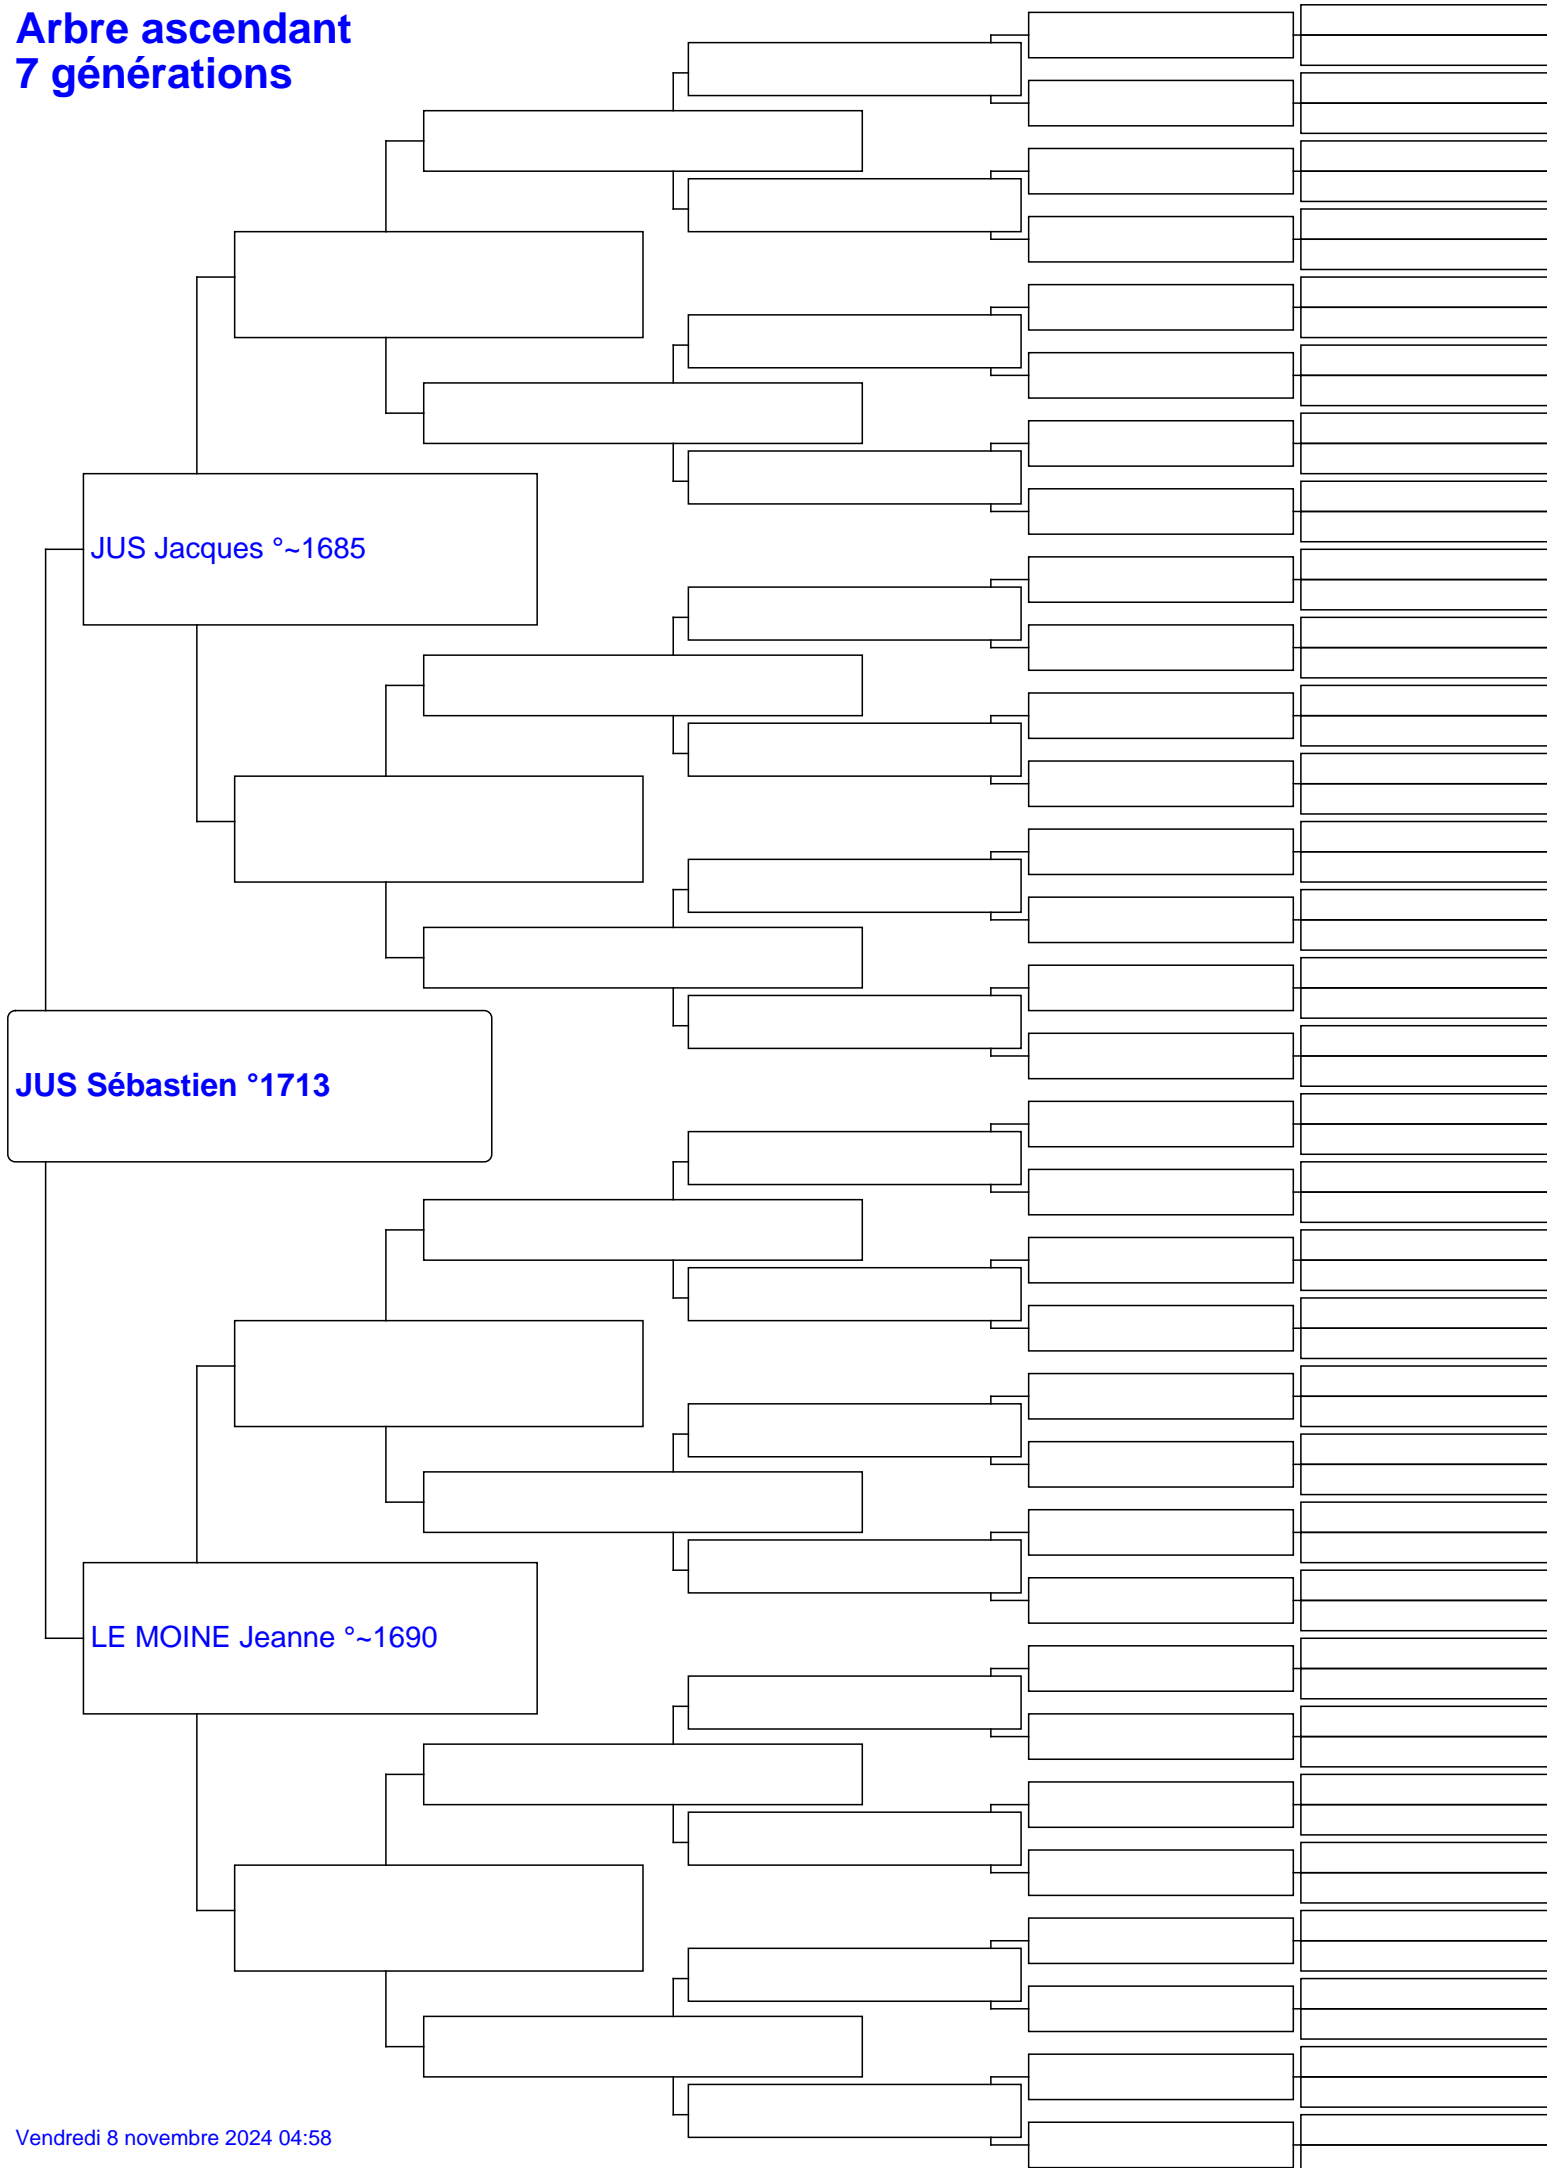 Arbre ascendant
7 générations
JUS Jacques °~1685
JUS Sébastien °1713
LE MOINE Jeanne °~1690
Vendredi 8 novembre 2024 04:58